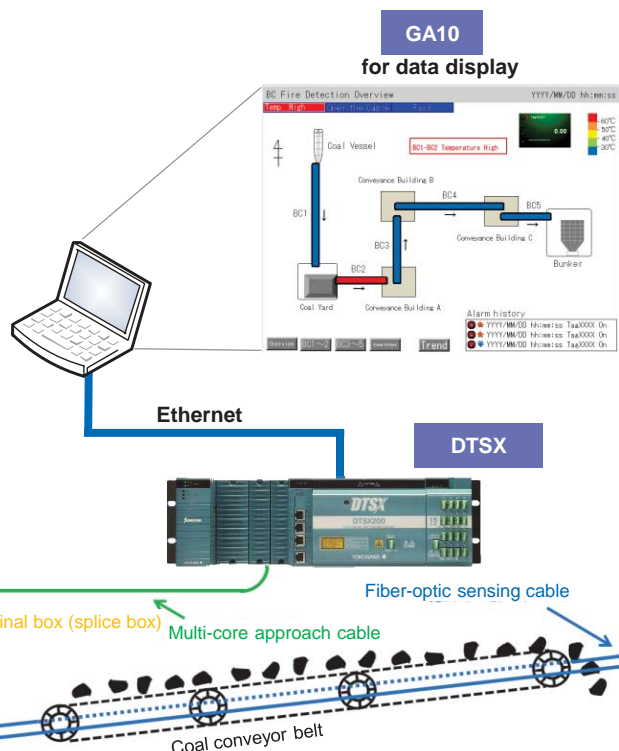 GA10
for data display
BC Fire Detection Overview YYYY/MM/DD hh:mm:ss
Temp. High Open the Cable Fail
0.00
60℃
50℃
40℃
30℃
Coal Vessel
BC1-BC2 Temperature High
Conveyance Building B
BC4
BC5
BC1
Conveyance Building C
BC3
Bunker
BC2
Coal Yard
Conveyance Building A
Alarm history
YYYY/MM/DD hh:mm:ss TagXXXX On
YYYY/MM/DD hh:mm:ss TagXXXX On
YYYY/MM/DD hh:mm:ss TagXXXX On
Overview BC1～2 BC3～5 Trend
Ethernet
DTSX
DTSX
DTSX200
YOKOGAWA
Fiber-optic sensing cable
inal box (splice box)
Multi-core approach cable
Coal conveyor belt